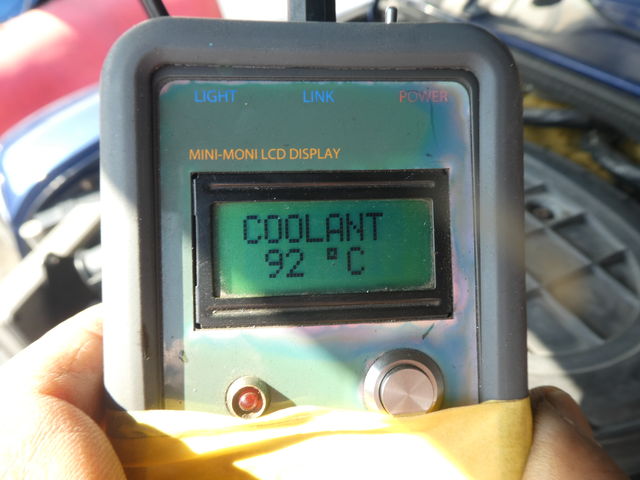 LIGHT LINK POWER
MINI-MONI LCD DISPLAY
COOLANT
92 °C